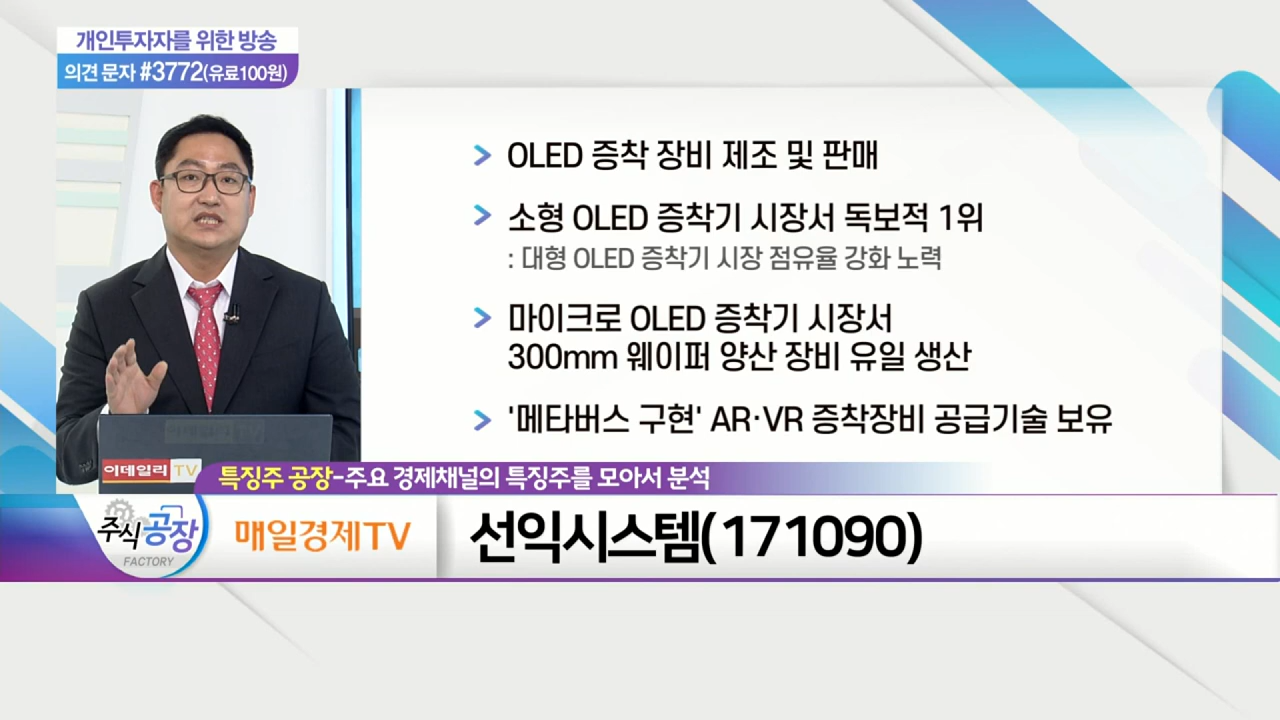 개인투자자를 위한 방송
의견 문자 #3772(유료100원)
> OLED 증착 장비 제조 및 판매
> 소형 OLED 증착기 시장서 독보적 1위
: 대형 OLED 증착기 시장 점유율 강화 노력
> 마이크로 OLED 증착기 시장서
300mm 웨이퍼 양산 장비 유일 생산
> '메타버스 구현' AR·VR 증착장비 공급기술 보유
이데일리 TV
이데일리 TV
특징주 공장-주요 경제채널의 특징주를 모아서 분석
주식공장
FACTORY
매일경제TV
선익시스템(171090)